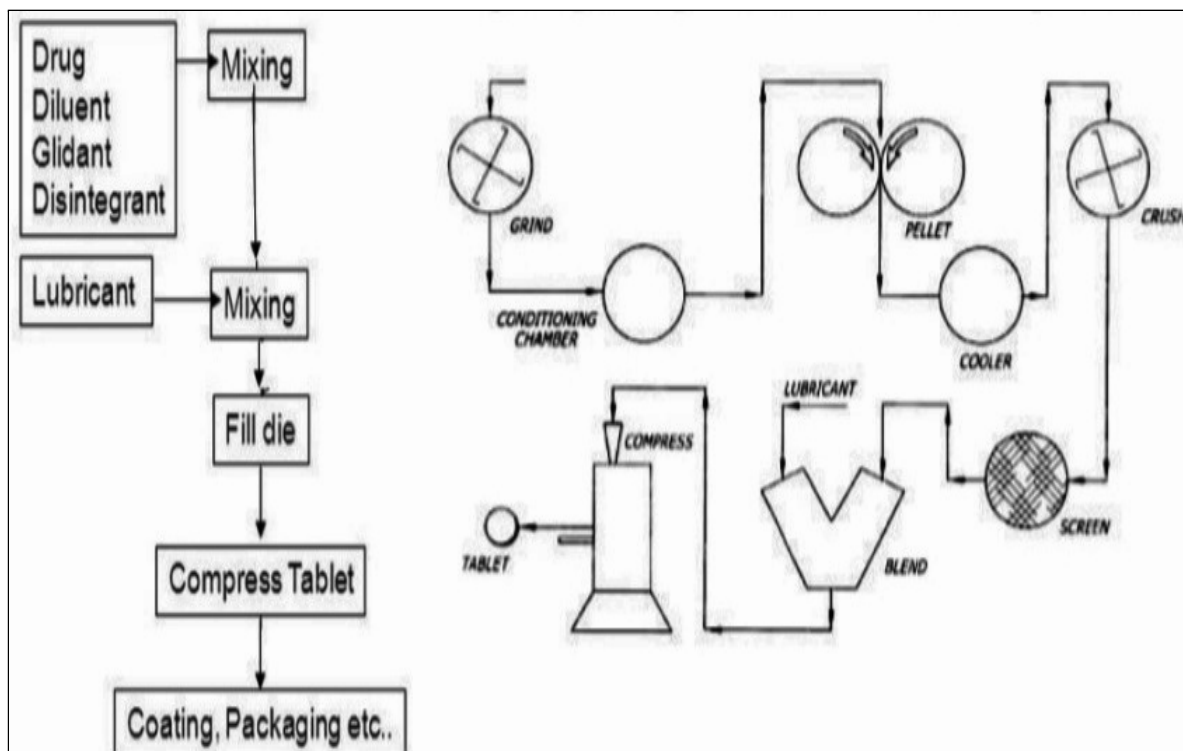 Drug
Diluent
Glidant
Disintegrant
Mixing
Lubricant
Mixing
Fill die
Compress Tablet
Coating, Packaging etc..
GRIND
CONDITIONING
CHAMBER
PELLET
COOLER
CRUSH
SCREEN
LUBRICANT
BLEND
COMPRESS
TABLET